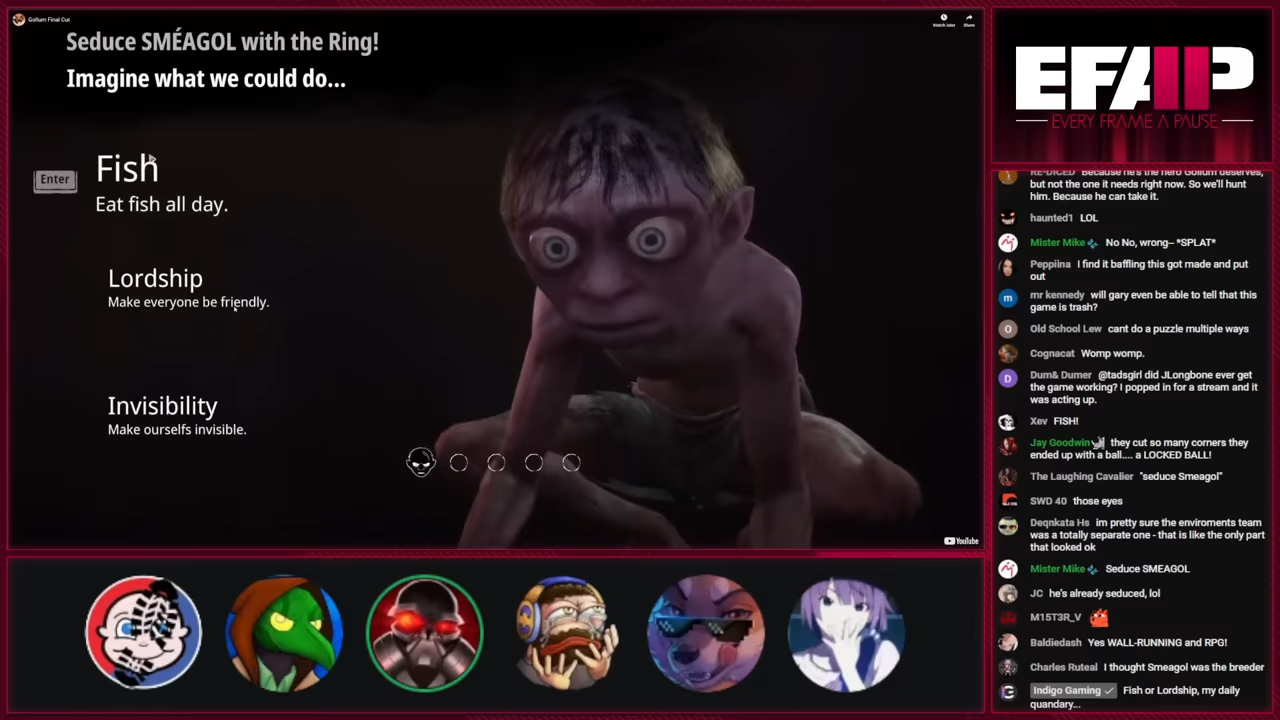 Gollum Final Cut
Watch later
Share
Seduce SMÉAGOL with the Ring!
Imagine what we could do...
Enter
Fish
Eat fish all day.
Lordship
Make everyone be friendly.
Invisibility
Make ourselfs invisible.
YouTube
EFAP
EVERY FRAME A PAUSE
RE-DICED Because he's the hero Gollum deserves,
but not the one it needs right now. So we'll hunt
him. Because he can take it.
haunted1 LOL
Mister Mike No No, wrong-- *SPLAT*
Peppiina I find it baffling this got made and put
out
mr kennedy will gary even be able to tell that this
game is trash?
Old School Lew cant do a puzzle multiple ways
Cognacat Womp womp.
Dum& Dumer @tadsgirl did JLongbone ever get
the game working? I popped in for a stream and it
was acting up.
Xev FISH!
Jay Goodwin they cut so many corners they
ended up with a ball.... a LOCKED BALL!
The Laughing Cavalier "seduce Smeagol"
SWD 40 those eyes
Deqnkata Hs im pretty sure the enviroments team
was a totally separate one - that is like the only part
that looked ok
Mister Mike Seduce SMEAGOL
JC he's already seduced, lol
M15T3R_V
Baldiedash Yes WALL-RUNNING and RPG!
Charles Ruteal I thought Smeagol was the breeder
Indigo Gaming Fish or Lordship, my daily
quandary...